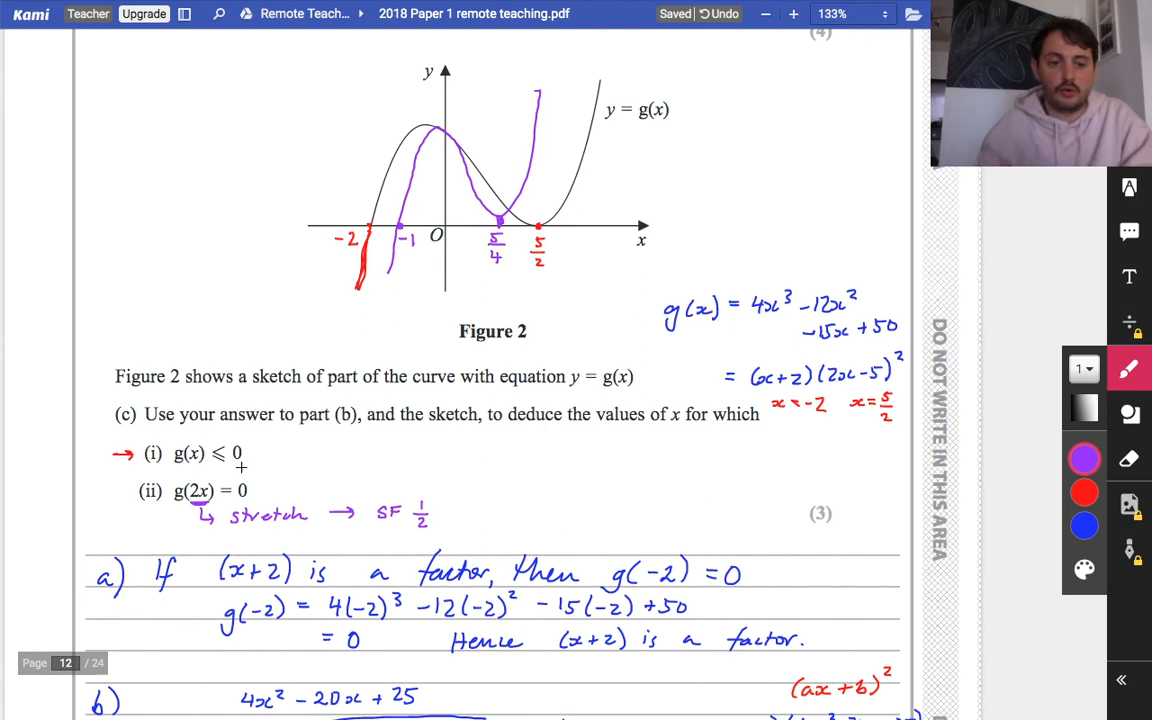 Kami Teacher Upgrade Remote Teach... 2018 Paper 1 remote teaching.pdf Saved Undo 133%
(4)
y
y = g(x)
-2 -1 O 5/4 5/2 x
g(x) = 4x³ -12x²
-15x +50
Figure 2
= (x+2)(2x-5)²
x = -2 x = 5/2
Figure 2 shows a sketch of part of the curve with equation y = g(x)
(c) Use your answer to part (b), and the sketch, to deduce the values of x for which
→ (i) g(x) ⩽ 0
(ii) g(2x) = 0
↳ stretch → SF 1/2
(3)
DO NOT WRITE IN THIS AREA
a) If (x+2) is a factor, then g(-2) = 0
g(-2) = 4(-2)³ -12(-2)² -15(-2) +50
= 0 Hence (x+2) is a factor.
Page 12 / 24
b) 4x² -20x +25
(ax+b)²
1
T